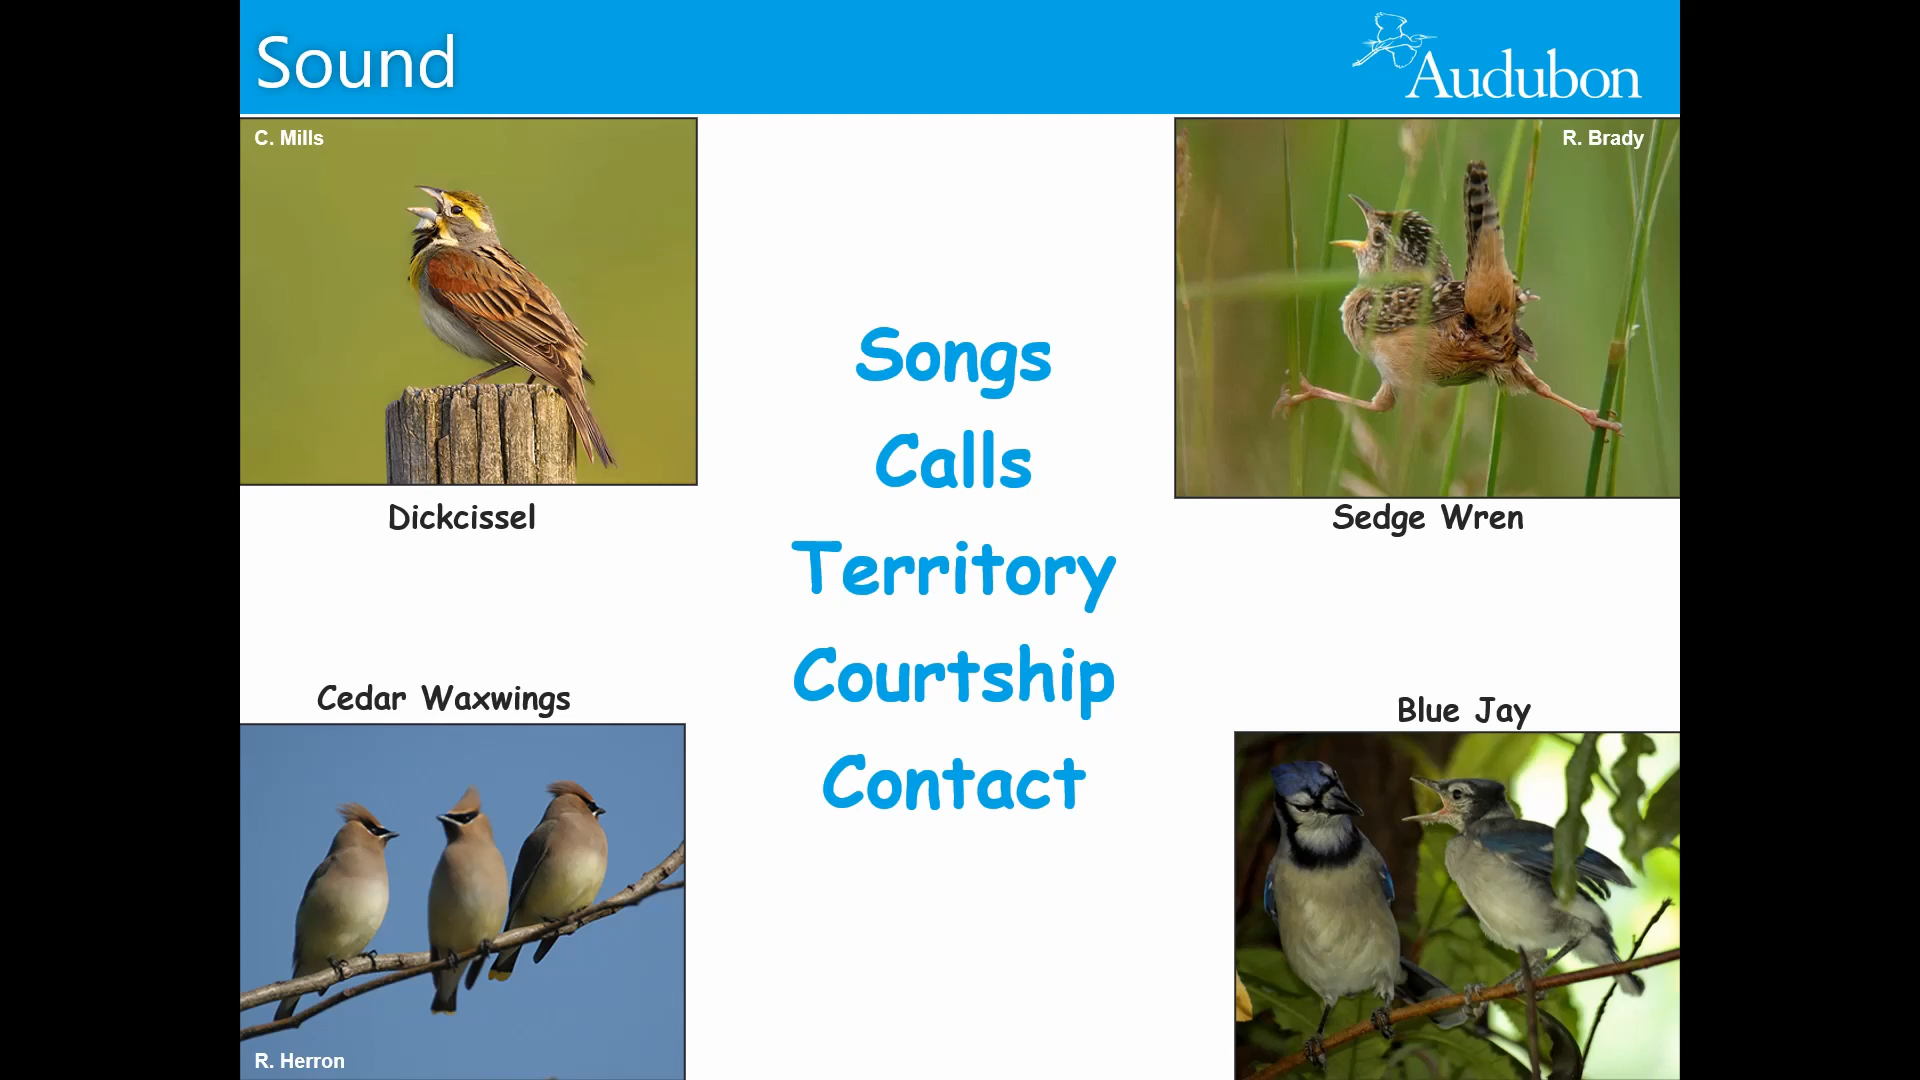 Sound
Audubon
C. Mills
R. Brady
Dickcissel
Sedge Wren
Songs
Calls
Territory
Courtship
Contact
Cedar Waxwings
Blue Jay
R. Herron